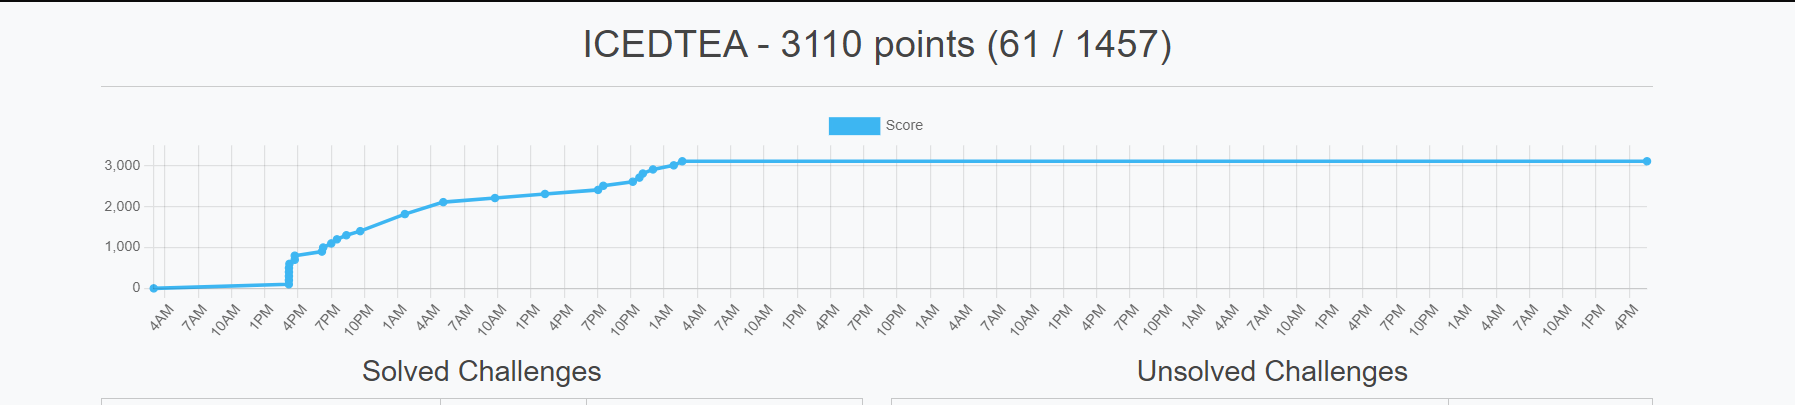 ICEDTEA - 3110 points (61 / 1457)
Score
3,000
2,000
1,000
0
4AM 7AM 10AM 1PM 4PM 7PM 10PM 1AM 4AM 7AM 10AM 1PM 4PM 7PM 10PM 1AM 4AM 7AM 10AM 1PM 4PM 7PM 10PM 1AM 4AM 7AM 10AM 1PM 4PM 7PM 10PM 1AM 4AM 7AM 10AM 1PM 4PM 7PM 10PM 1AM 4AM 7AM 10AM 1PM 4PM
Solved Challenges
Unsolved Challenges